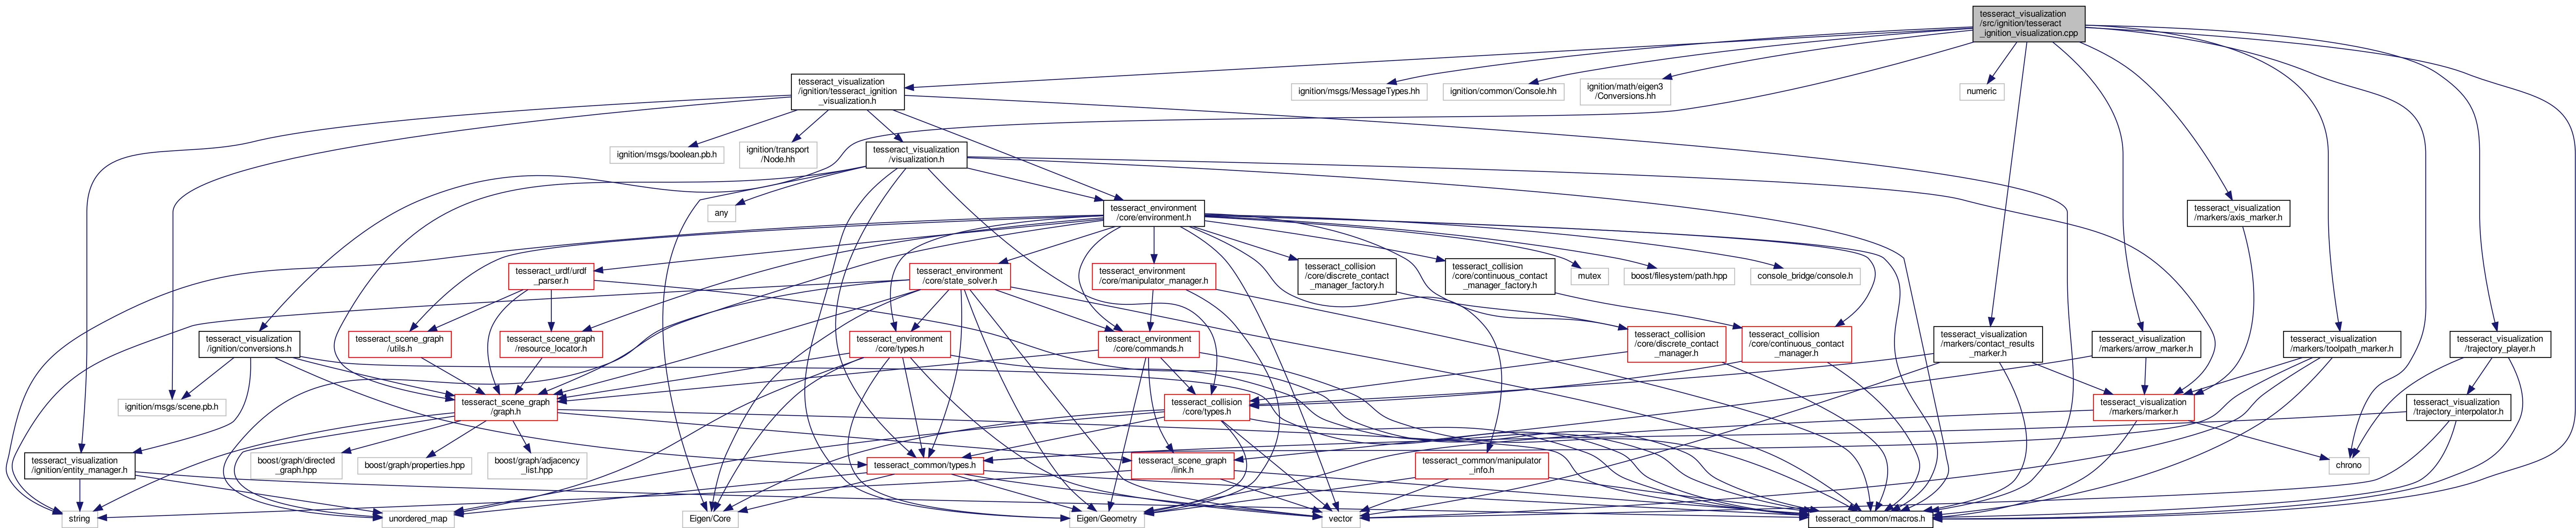 tesseract_visualization
/src/ignition/tesseract
_ignition_visualization.cpp
tesseract_visualization
/ignition/tesseract_ignition
_visualization.h
ignition/msgs/MessageTypes.hh
ignition/common/Console.hh
ignition/math/eigen3
/Conversions.hh
numeric
ignition/msgs/boolean.pb.h
ignition/transport
/Node.hh
tesseract_visualization
/visualization.h
any
tesseract_environment
/core/environment.h
tesseract_visualization
/markers/axis_marker.h
tesseract_urdf/urdf
_parser.h
tesseract_environment
/core/state_solver.h
tesseract_environment
/core/manipulator_manager.h
tesseract_collision
/core/discrete_contact
_manager_factory.h
tesseract_collision
/core/continuous_contact
_manager_factory.h
mutex
boost/filesystem/path.hpp
console_bridge/console.h
tesseract_visualization
/ignition/conversions.h
tesseract_scene_graph
/utils.h
tesseract_scene_graph
/resource_locator.h
tesseract_environment
/core/types.h
tesseract_environment
/core/commands.h
tesseract_collision
/core/discrete_contact
_manager.h
tesseract_collision
/core/continuous_contact
_manager.h
tesseract_visualization
/markers/contact_results
_marker.h
tesseract_visualization
/markers/arrow_marker.h
tesseract_visualization
/markers/toolpath_marker.h
tesseract_visualization
/trajectory_player.h
ignition/msgs/scene.pb.h
tesseract_scene_graph
/graph.h
tesseract_collision
/core/types.h
tesseract_visualization
/markers/marker.h
tesseract_visualization
/trajectory_interpolator.h
tesseract_visualization
/ignition/entity_manager.h
boost/graph/directed
_graph.hpp
boost/graph/properties.hpp
boost/graph/adjacency
_list.hpp
tesseract_common/types.h
tesseract_scene_graph
/link.h
tesseract_common/manipulator
_info.h
chrono
string
unordered_map
Eigen/Core
Eigen/Geometry
vector
tesseract_common/macros.h